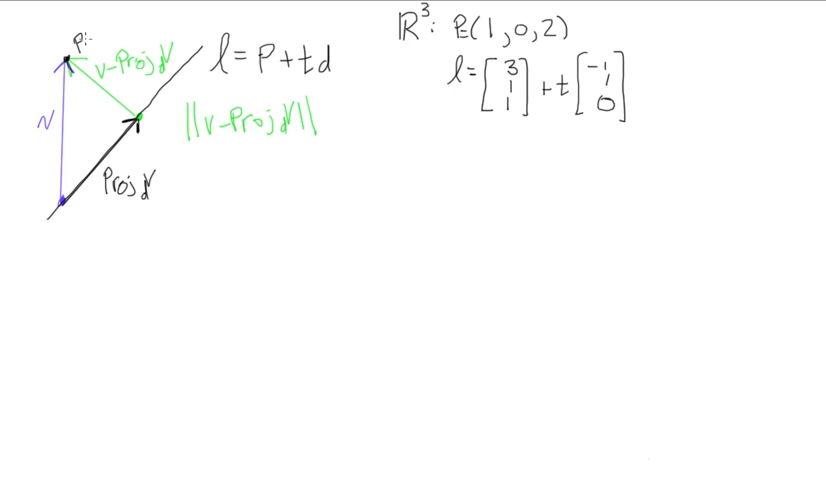 P
v-Proj_d v
l = P + td
||v-Proj_d v||
v
Proj_d v
ℝ³: P(1,0,2)
l = [3 1 1] + t [-1 1 0]